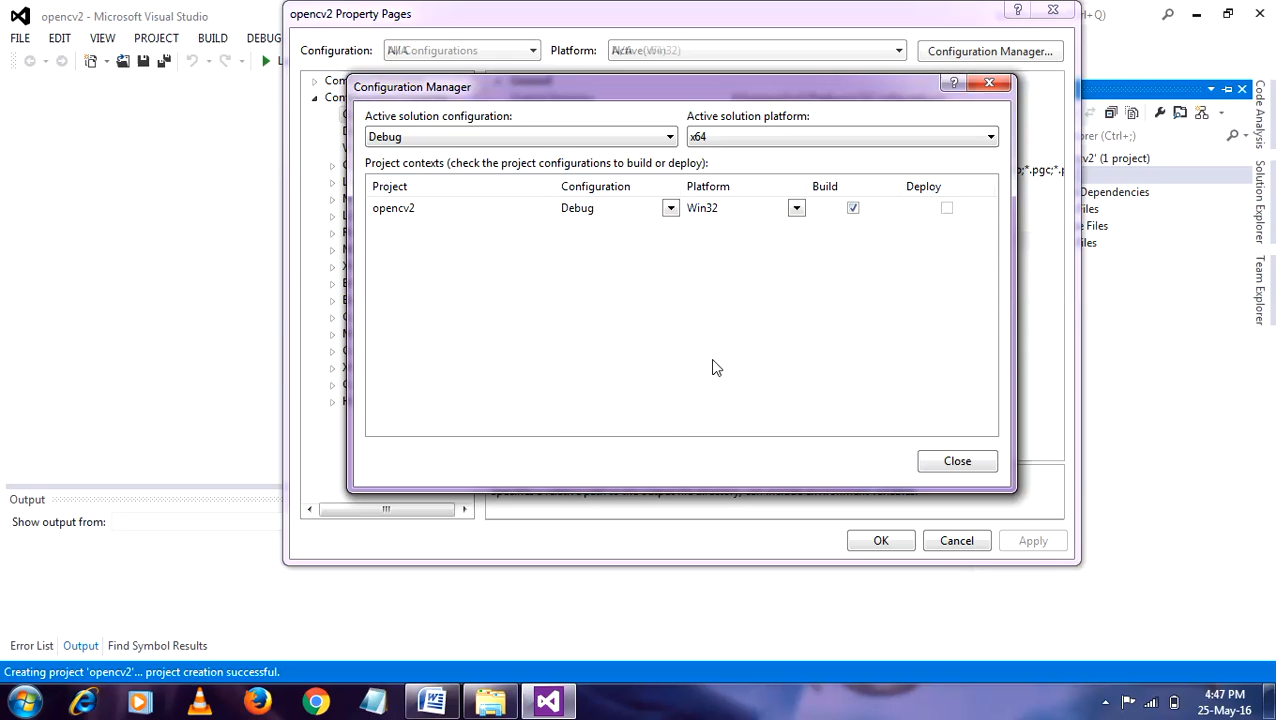 opencv2 - Microsoft Visual Studio
FILE EDIT VIEW PROJECT BUILD DEBUG
opencv2 Property Pages
Configuration: Platform: Configuration Manager...
Configuration Manager
Active solution configuration: Active solution platform:
Debug x64
Project contexts (check the project configurations to build or deploy):
Project Configuration Platform Build Deploy
opencv2 Debug Win32
Close
OK Cancel Apply
+Q)
orer (Ctrl+;)
v2' (1 project)
Dependencies
iles
e Files
iles
Code Analysis
Solution Explorer
Team Explorer
Output
Show output from:
Error List Output Find Symbol Results
Creating project 'opencv2'... project creation successful.
4:47 PM
25-May-16